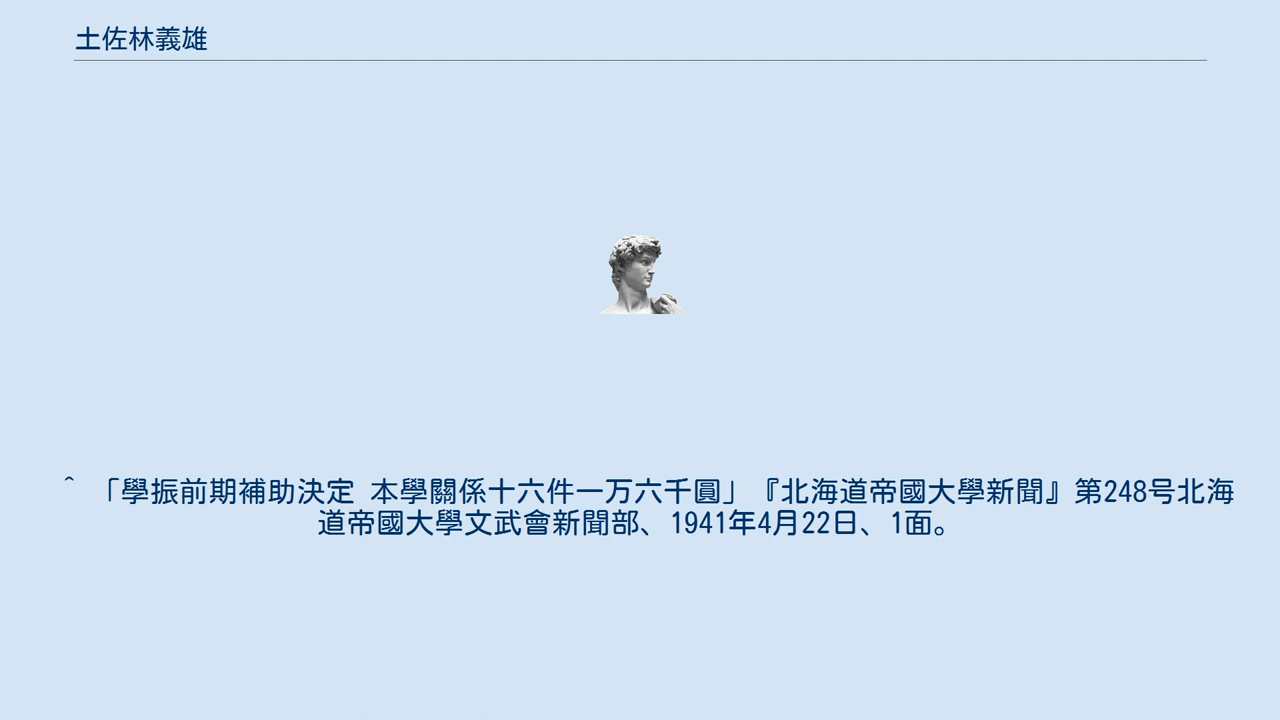 土佐林義雄
^ 「學振前期補助決定 本學關係十六件一万六千圓」『北海道帝國大學新聞』第248号北海
道帝國大學文武會新聞部、1941年4月22日、1面。